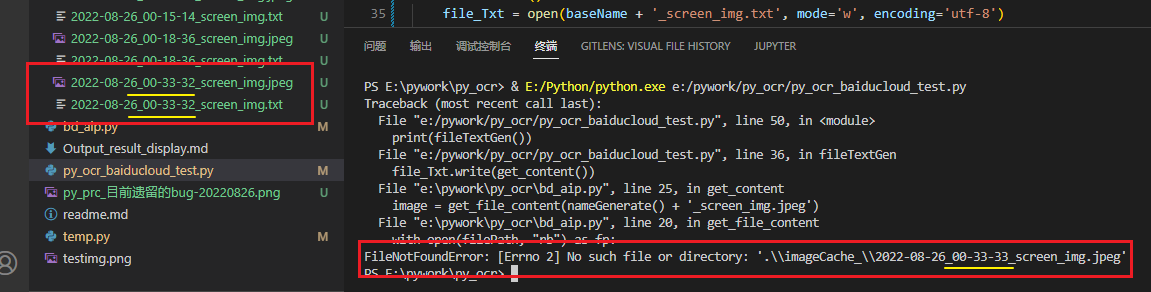 2022-08-26_00-15-14_screen_img.txt U
2022-08-26_00-18-36_screen_img.jpeg U
2022-08-26_00-18-36_screen_img.txt U
2022-08-26_00-33-32_screen_img.jpeg U
2022-08-26_00-33-32_screen_img.txt U
bd_aip.py M
Output_result_display.md
py_ocr_baiducloud_test.py M
py_prc_目前遗留的bug-20220826.png U
readme.md
temp.py M
testimg.png
35 file_Txt = open(baseName + '_screen_img.txt', mode='w', encoding='utf-8')
问题 输出 调试控制台 终端 GITLENS: VISUAL FILE HISTORY JUPYTER
PS E:\pywork\py_ocr> & E:/Python/python.exe e:/pywork/py_ocr/py_ocr_baiducloud_test.py
Traceback (most recent call last):
File "e:/pywork/py_ocr/py_ocr_baiducloud_test.py", line 50, in <module>
print(fileTextGen())
File "e:/pywork/py_ocr/py_ocr_baiducloud_test.py", line 36, in fileTextGen
file_Txt.write(get_content())
File "e:\pywork\py_ocr\bd_aip.py", line 25, in get_content
image = get_file_content(nameGenerate() + '_screen_img.jpeg')
File "e:\pywork\py_ocr\bd_aip.py", line 20, in get_file_content
with open(filePath, "rb") as fp:
FileNotFoundError: [Errno 2] No such file or directory: '.\\imageCache_\\2022-08-26_00-33-33_screen_img.jpeg'
PS E:\pywork\py_ocr>